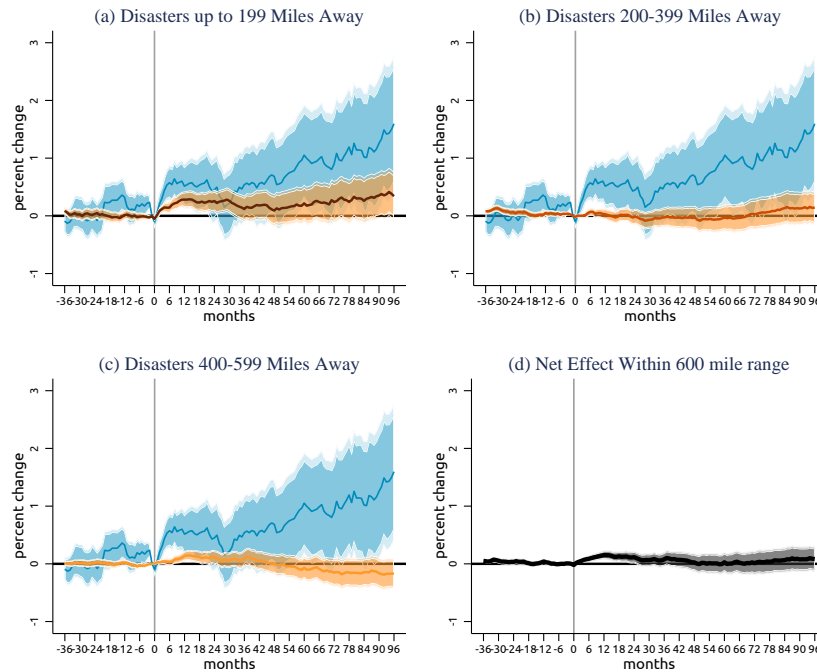 (a) Disasters up to 199 Miles Away
percent change
3
2
1
0
-1
-36-30-24-18-12 -6 0 6 12 18 24 30 36 42 48 54 60 66 72 78 84 90 96
months
(b) Disasters 200-399 Miles Away
percent change
3
2
1
0
-1
-36-30-24-18-12 -6 0 6 12 18 24 30 36 42 48 54 60 66 72 78 84 90 96
months
(c) Disasters 400-599 Miles Away
percent change
3
2
1
0
-1
-36-30-24-18-12 -6 0 6 12 18 24 30 36 42 48 54 60 66 72 78 84 90 96
months
(d) Net Effect Within 600 mile range
percent change
3
2
1
0
-1
-36-30-24-18-12 -6 0 6 12 18 24 30 36 42 48 54 60 66 72 78 84 90 96
months